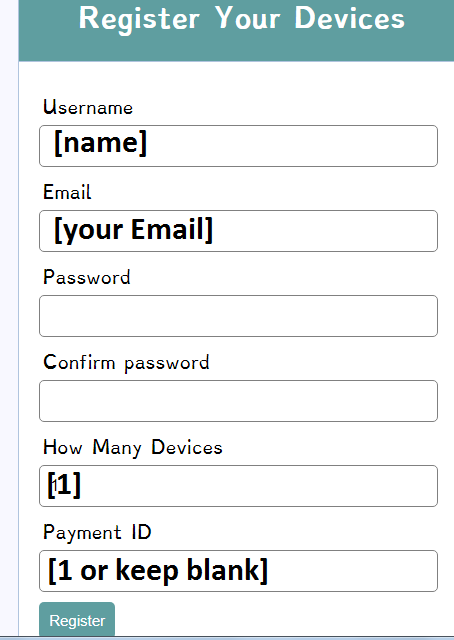 Register Your Devices
Username
[name]
Email
[your Email]
Password
Confirm password
How Many Devices
[1]
Payment ID
[1 or keep blank]
Register